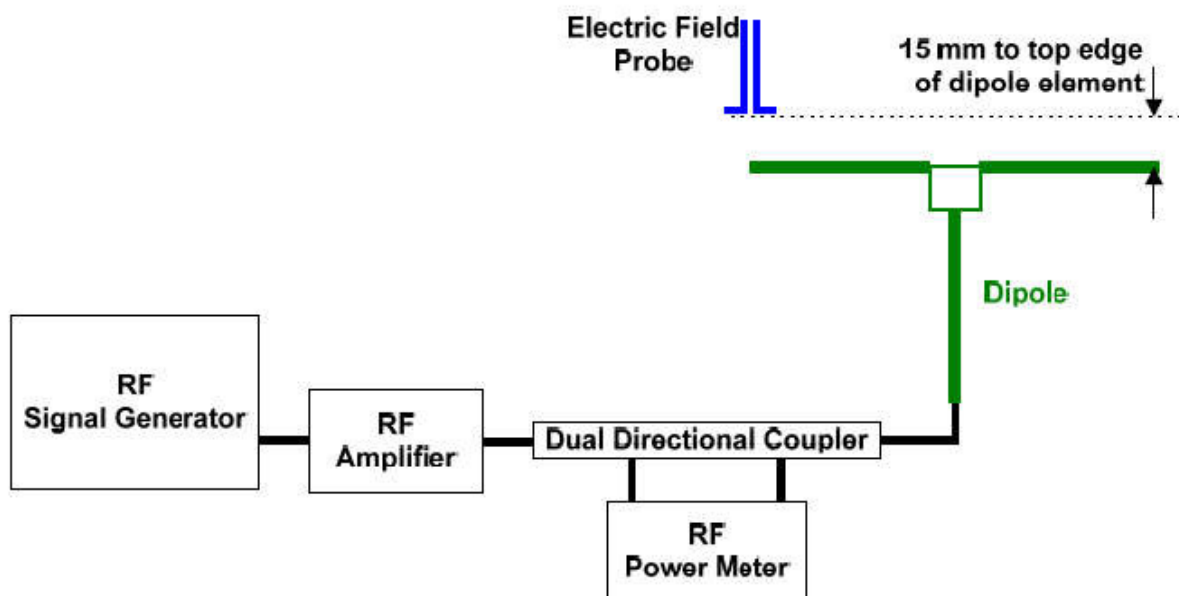 Electric Field
Probe
15 mm to top edge
of dipole element
Dipole
RF
Signal Generator
RF
Amplifier
Dual Directional Coupler
RF
Power Meter